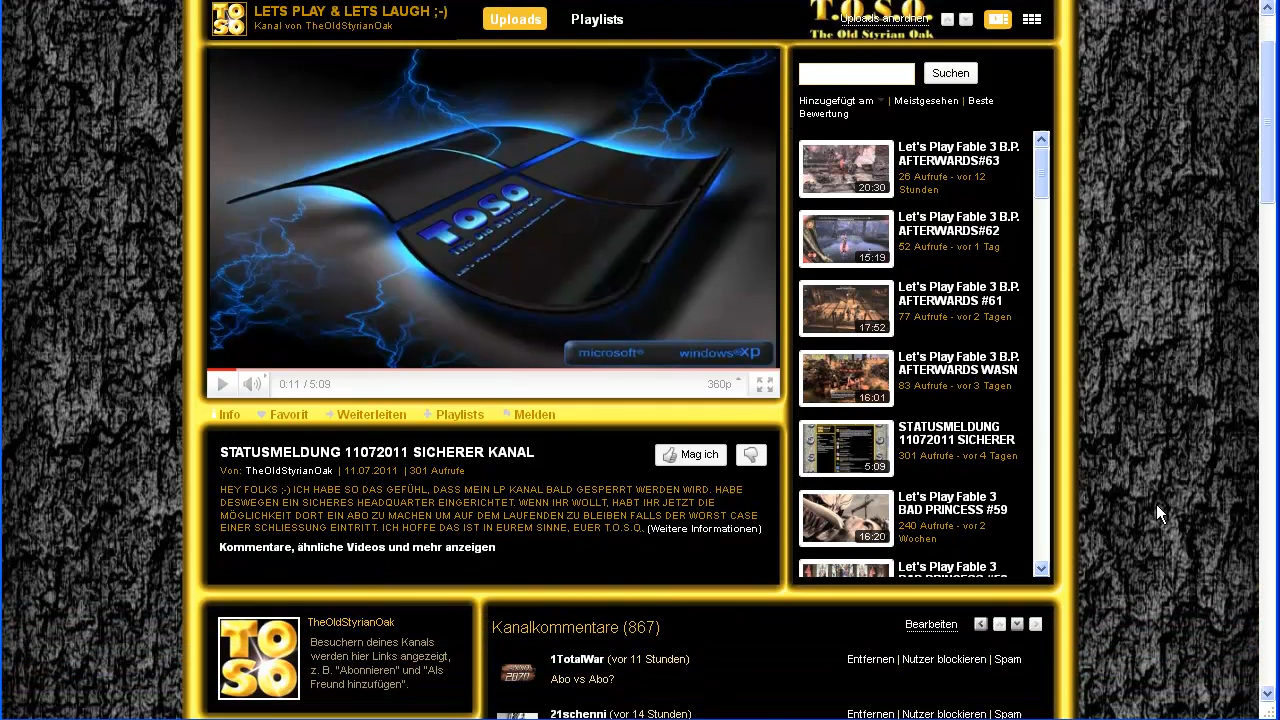 TO
SO
LETS PLAY & LETS LAUGH ;-)
Kanal von TheOldStyrianOak
Uploads
Playlists
Uploads anordnen
T.O.S.O.
The Old Styrian Oak
TOSO
The Old Styrian Oak
microsoft® windows® xp
0:11 / 5:09
360p
Info
Favorit
Weiterleiten
Playlists
Melden
STATUSMELDUNG 11072011 SICHERER KANAL
Mag ich
Von: TheOldStyrianOak | 11.07.2011 | 301 Aufrufe
HEY FOLKS ;-) ICH HABE SO DAS GEFÜHL, DASS MEIN LP KANAL BALD GESPERRT WERDEN WIRD. HABE
DESWEGEN EIN SICHERES HEADQUARTER EINGERICHTET. WENN IHR WOLLT, HABT IHR JETZT DIE
MÖGLICHKEIT DORT EIN ABO ZU MACHEN UM AUF DEM LAUFENDEN ZU BLEIBEN FALLS DER WORST CASE
EINER SCHLIESSUNG EINTRITT. ICH HOFFE DAS IST IN EUREM SINNE, EUER T.O.S.O.. (Weitere Informationen)
Kommentare, ähnliche Videos und mehr anzeigen
Suchen
Hinzugefügt am | Meistgesehen | Beste
Bewertung
Let's Play Fable 3 B.P.
AFTERWARDS#63
26 Aufrufe - vor 12
Stunden
20:30
Let's Play Fable 3 B.P.
AFTERWARDS#62
52 Aufrufe - vor 1 Tag
15:19
Let's Play Fable 3 B.P.
AFTERWARDS #61
77 Aufrufe - vor 2 Tagen
17:52
Let's Play Fable 3 B.P.
AFTERWARDS WASN
83 Aufrufe - vor 3 Tagen
16:01
STATUSMELDUNG
11072011 SICHERER
301 Aufrufe - vor 4 Tagen
5:09
Let's Play Fable 3
BAD PRINCESS #59
240 Aufrufe - vor 2
Wochen
16:20
Let's Play Fable 3
TO
SO
TheOldStyrianOak
Besuchern deines Kanals
werden hier Links angezeigt,
z. B. "Abonnieren" und "Als
Freund hinzufügen".
Kanalkommentare (867)
Bearbeiten
1TotalWar (vor 11 Stunden)
Entfernen | Nutzer blockieren | Spam
Abo vs Abo?
21schenni (vor 14 Stunden)
Entfernen | Nutzer blockieren | Spam